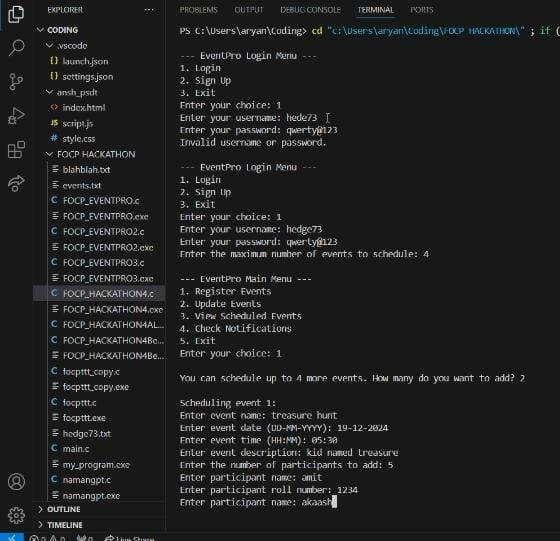 EXPLORER
...
CODING
.vscode
{} launch.json
{} settings.json
ansh_psdt
<> index.html
JS script.js
# style.css
FOCP HACKATHON
blahblah.txt
events.txt
C FOCP_EVENTPRO.c
FOCP_EVENTPRO.exe
C FOCP_EVENTPRO2.c
FOCP_EVENTPRO2.exe
C FOCP_EVENTPRO3.c
FOCP_EVENTPRO3.exe
C FOCP_HACKATHON4.c
FOCP_HACKATHON4.exe
C FOCP_HACKATHON4AL...
C FOCP_HACKATHON4Be...
FOCP_HACKATHON4Be...
C focpttt_copy.c
focpttt_copy.exe
C focpttt.c
focpttt.exe
hedge73.txt
C main.c
my_program.exe
C namangpt.c
namangpt.exe
OUTLINE
TIMELINE
PROBLEMS OUTPUT DEBUG CONSOLE TERMINAL PORTS
PS C:\Users\aryan\Coding> cd "c:\Users\aryan\Coding\FOCP HACKATHON\" ; if (
--- EventPro Login Menu ---
1. Login
2. Sign Up
3. Exit
Enter your choice: 1
Enter your username: hede73
Enter your password: qwerty@123
Invalid username or password.
--- EventPro Login Menu ---
1. Login
2. Sign Up
3. Exit
Enter your choice: 1
Enter your username: hedge73
Enter your password: qwerty@123
Enter the maximum number of events to schedule: 4
--- EventPro Main Menu ---
1. Register Events
2. Update Events
3. View Scheduled Events
4. Check Notifications
5. Exit
Enter your choice: 1
You can schedule up to 4 more events. How many do you want to add? 2
Scheduling event 1:
Enter event name: treasure hunt
Enter event date (DD-MM-YYYY): 19-12-2024
Enter event time (HH:MM): 05:30
Enter event description: kid named treasure
Enter the number of participants to add: 5
Enter participant name: amit
Enter participant roll number: 1234
Enter participant name: akaash
0 0 0 Live Share